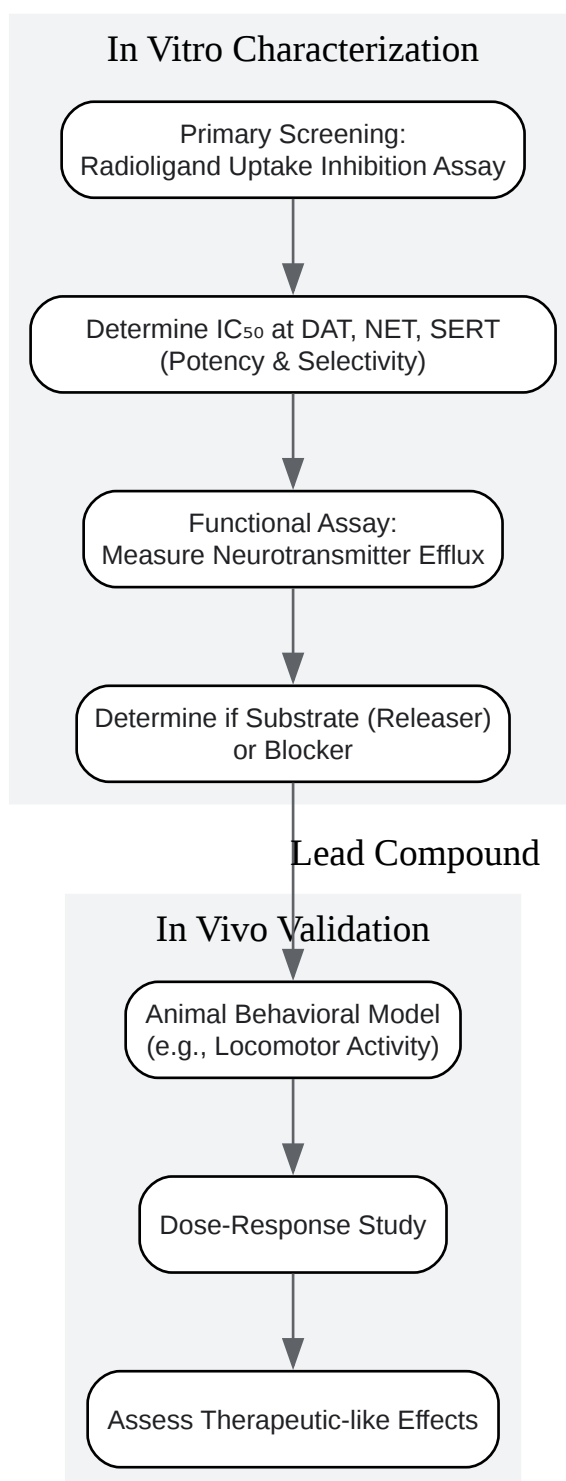 In Vitro Characterization
Primary Screening:
Radioligand Uptake Inhibition Assay
Determine IC₅₀ at DAT, NET, SERT
(Potency & Selectivity)
Functional Assay:
Measure Neurotransmitter Efflux
Determine if Substrate (Releaser)
or Blocker
Lead Compound
In Vivo Validation
Animal Behavioral Model
(e.g., Locomotor Activity)
Dose-Response Study
Assess Therapeutic-like Effects